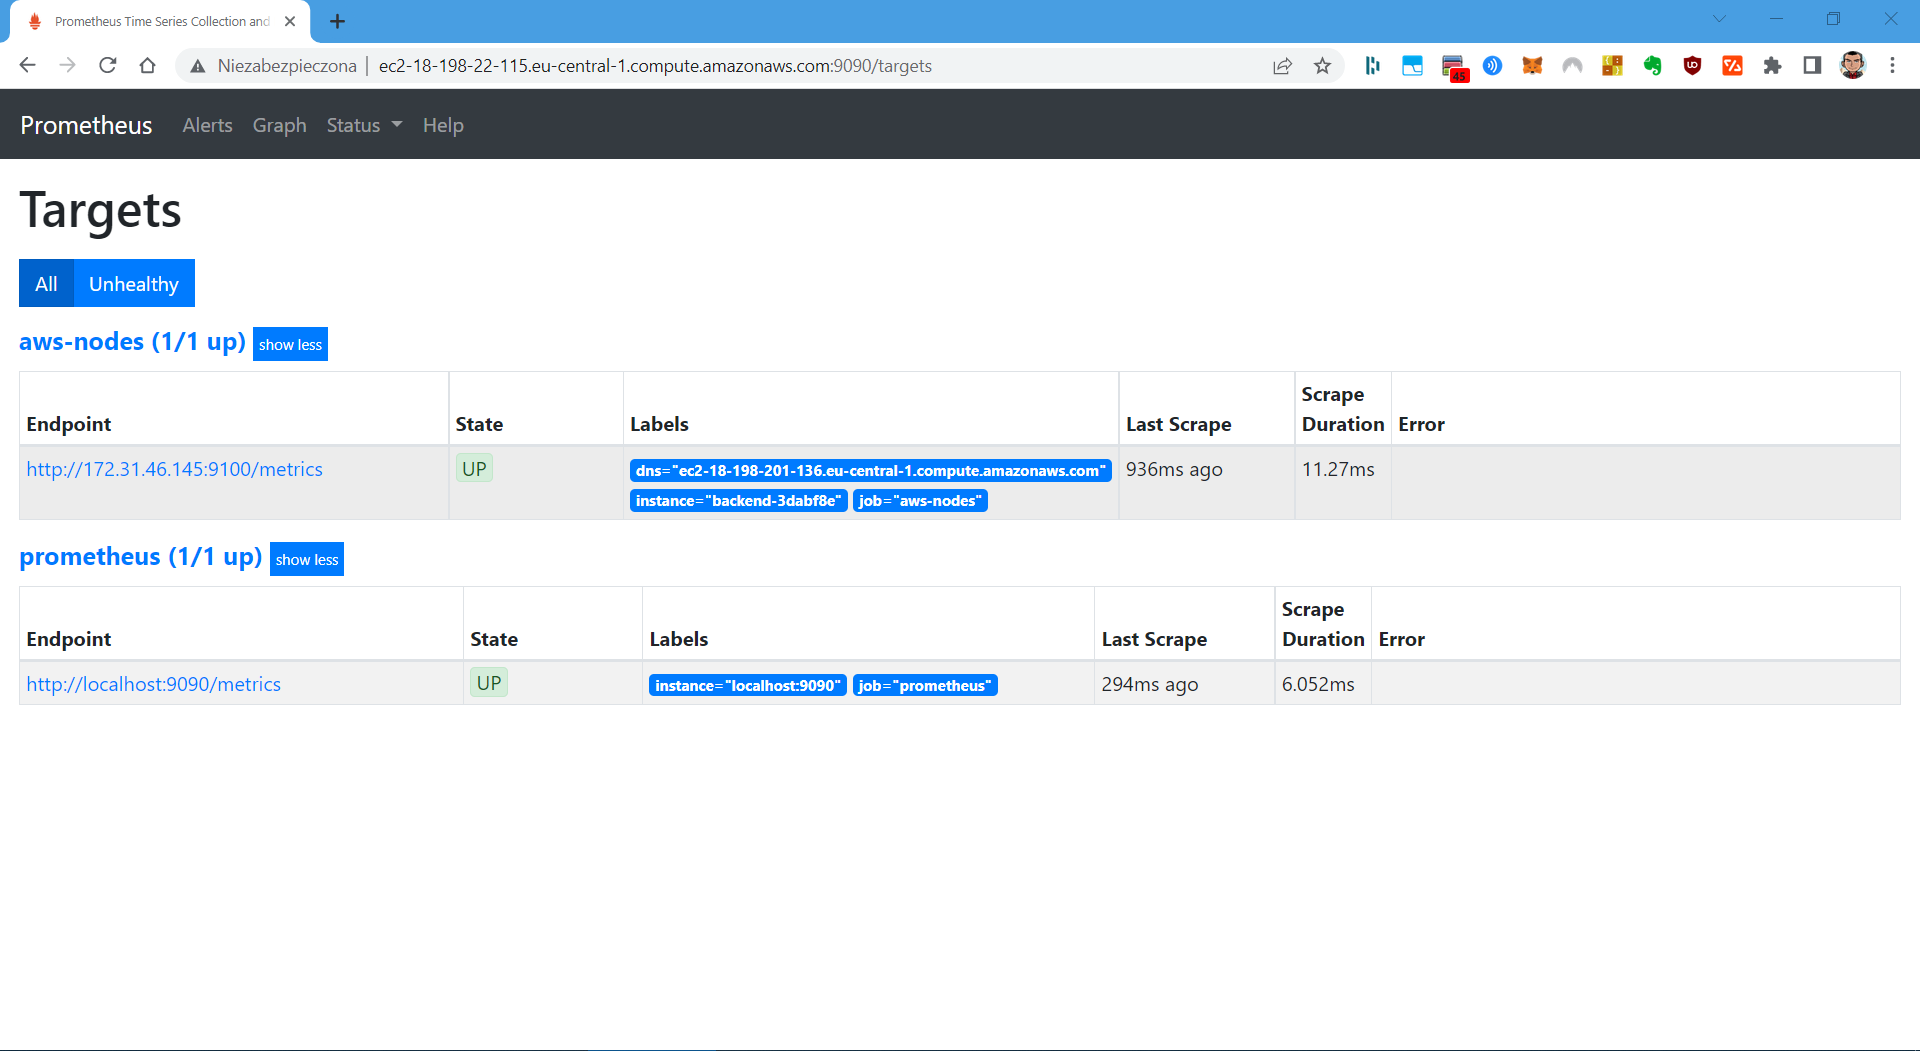 Prometheus Time Series Collection and
Niezabezpieczona | ec2-18-198-22-115.eu-central-1.compute.amazonaws.com:9090/targets
45
Prometheus Alerts Graph Status Help
Targets
All Unhealthy
aws-nodes (1/1 up) show less
Endpoint State Labels Last Scrape Scrape Duration Error
http://172.31.46.145:9100/metrics UP dns="ec2-18-198-201-136.eu-central-1.compute.amazonaws.com" 936ms ago 11.27ms
instance="backend-3dabf8e" job="aws-nodes"
prometheus (1/1 up) show less
Endpoint State Labels Last Scrape Scrape Duration Error
http://localhost:9090/metrics UP instance="localhost:9090" job="prometheus" 294ms ago 6.052ms